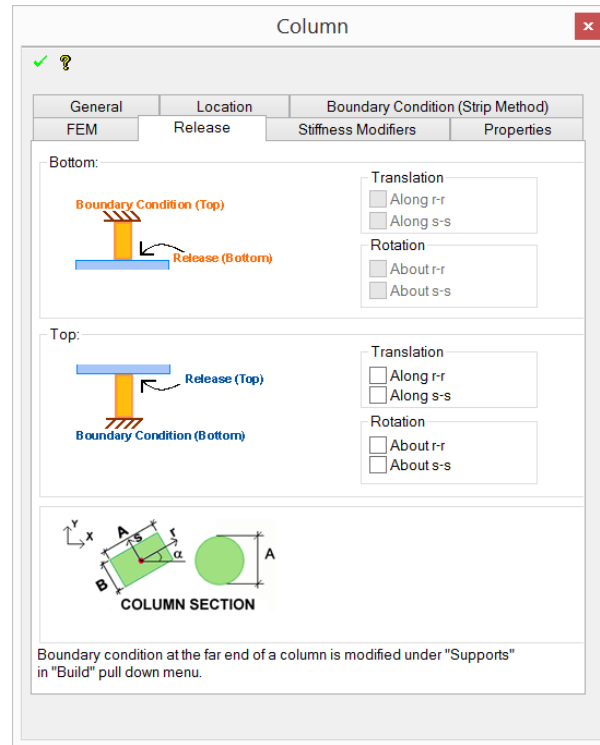 Column
x
?
General
Location
Boundary Condition (Strip Method)
FEM
Release
Stiffness Modifiers
Properties
Bottom:
Boundary Condition (Top)
Release (Bottom)
Translation
Along r-r
Along s-s
Rotation
About r-r
About s-s
Top:
Release (Top)
Boundary Condition (Bottom)
Translation
Along r-r
Along s-s
Rotation
About r-r
About s-s
Y
X
A
S
r
α
B
A
COLUMN SECTION
Boundary condition at the far end of a column is modified under "Supports"
in "Build" pull down menu.